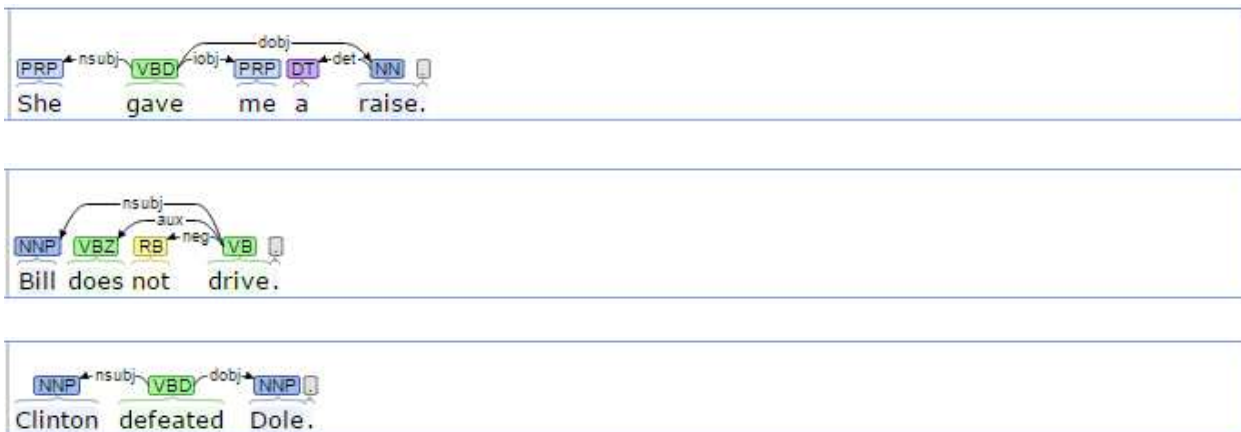 dobj
nsubj iobj det
PRP VBD PRP DT NN .
She gave me a raise.
nsubj
aux
neg
NNP VBZ RB VB .
Bill does not drive.
nsubj dobj
NNP VBD NNP .
Clinton defeated Dole.